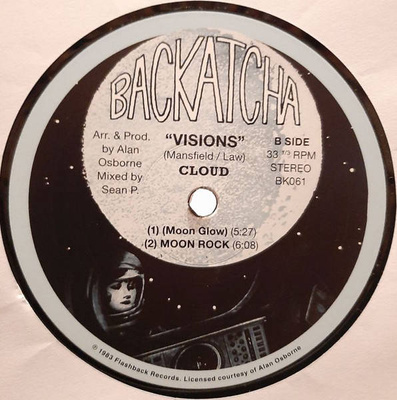 BACKATCHA
Arr. & Prod.
by Alan
Osborne
Mixed by
Sean P.
"VISIONS"
(Mansfield / Law)
CLOUD
B SIDE
33 1/3 RPM
STEREO
BK061
(1) (Moon Glow) (5:27)
(2) MOON ROCK (6:08)
℗ 1983 Flashback Records. Licensed courtesy of Alan Osborne